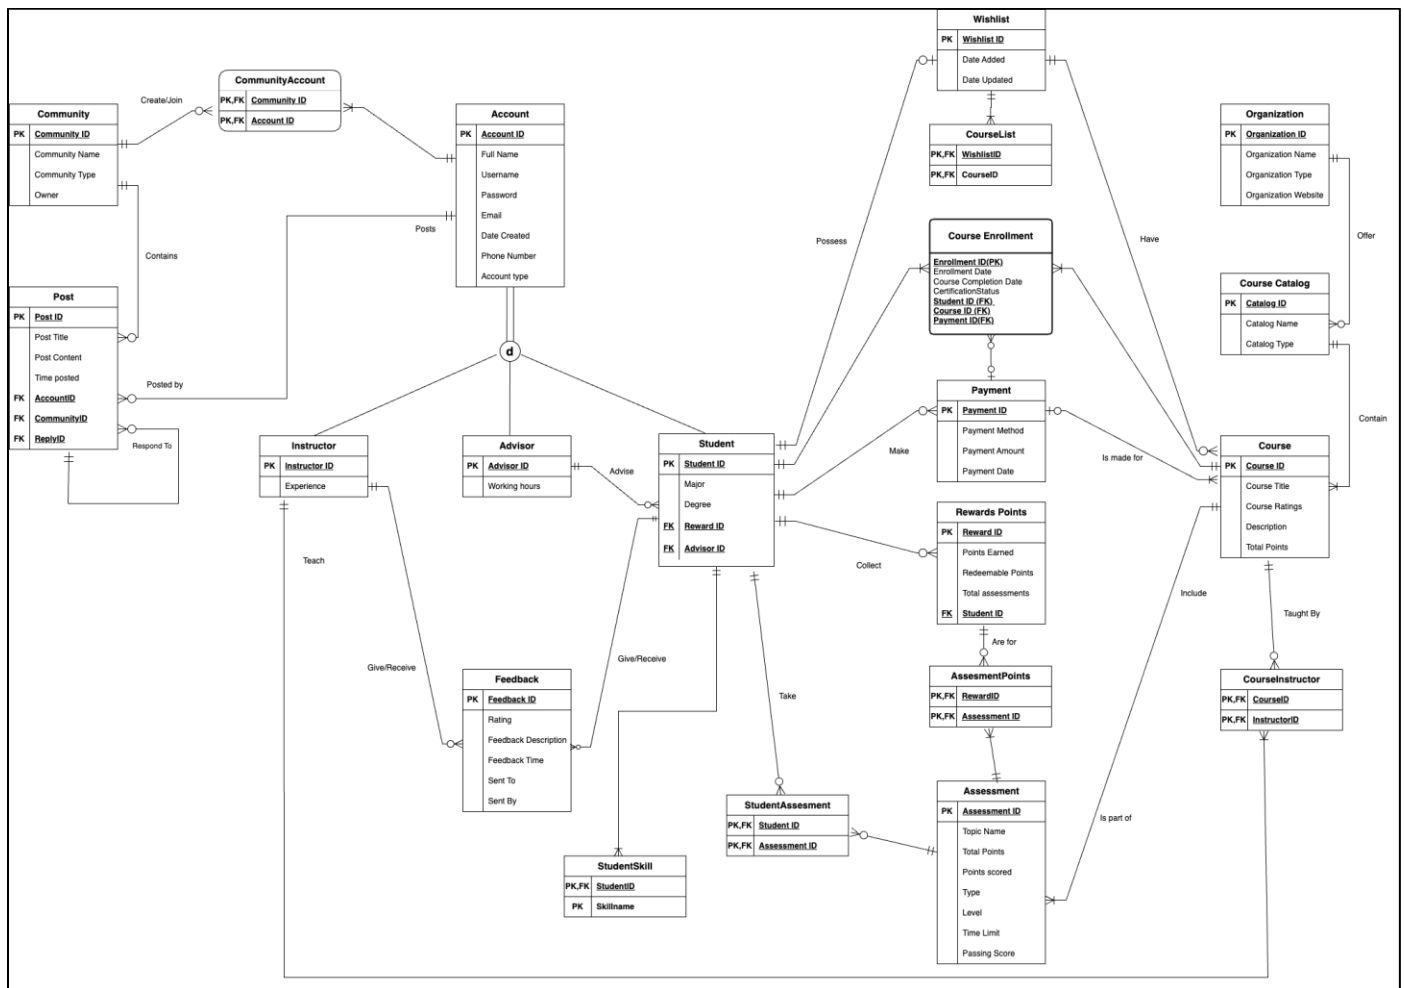 Community
PK Community ID
Community Name
Community Type
Owner
Create/Join
CommunityAccount
PK,FK Community ID
PK,FK Account ID
Account
PK Account ID
Full Name
Username
Password
Email
Date Created
Phone Number
Account type
Posts
Contains
Post
PK Post ID
Post Title
Post Content
Time posted
FK AccountID
FK CommunityID
FK ReplyID
Posted by
Respond To
d
Instructor
PK Instructor ID
Experience
Advisor
PK Advisor ID
Working hours
Advise
Student
PK Student ID
Major
Degree
FK Reward ID
FK Advisor ID
Teach
Give/Receive
Give/Receive
Feedback
PK Feedback ID
Rating
Feedback Description
Feedback Time
Sent To
Sent By
StudentSkill
PK,FK StudentID
PK Skillname
Take
StudentAssesment
PK,FK Student ID
PK,FK Assessment ID
Possess
Wishlist
PK Wishlist ID
Date Added
Date Updated
CourseList
PK,FK WishlistID
PK,FK CourseID
Have
Course Enrollment
Enrollment ID(PK)
Enrollment Date
Course Completion Date
CertificationStatus
Student ID (FK)
Course ID (FK)
Payment ID(FK)
Make
Payment
PK Payment ID
Payment Method
Payment Amount
Payment Date
Is made for
Collect
Rewards Points
PK Reward ID
Points Earned
Redeemable Points
Total assessments
FK Student ID
Are for
AssesmentPoints
PK,FK RewardID
PK,FK Assessment ID
Assessment
PK Assessment ID
Topic Name
Total Points
Points scored
Type
Level
Time Limit
Passing Score
Is part of
Include
Organization
PK Organization ID
Organization Name
Organization Type
Organization Website
Offer
Course Catalog
PK Catalog ID
Catalog Name
Catalog Type
Contain
Course
PK Course ID
Course Title
Course Ratings
Description
Total Points
Taught By
CourseInstructor
PK,FK CourseID
PK,FK InstructorID